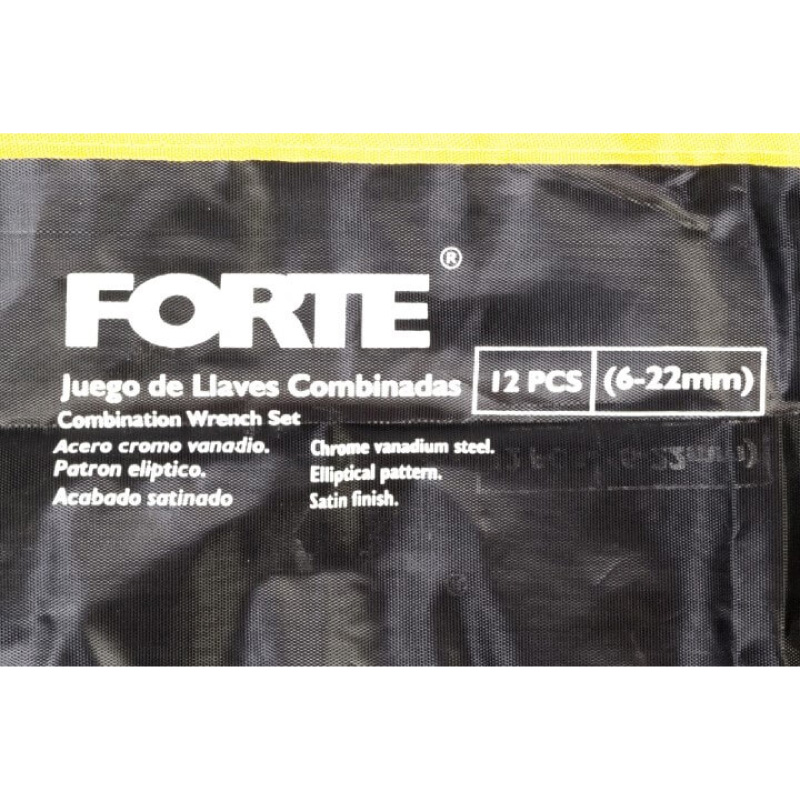 FORTE®
Juego de Llaves Combinadas 12 PCS (6-22mm)
Combination Wrench Set
Acero cromo vanadio. Chrome vanadium steel.
Patron eliptico. Elliptical pattern.
Acabado satinado Satin finish.